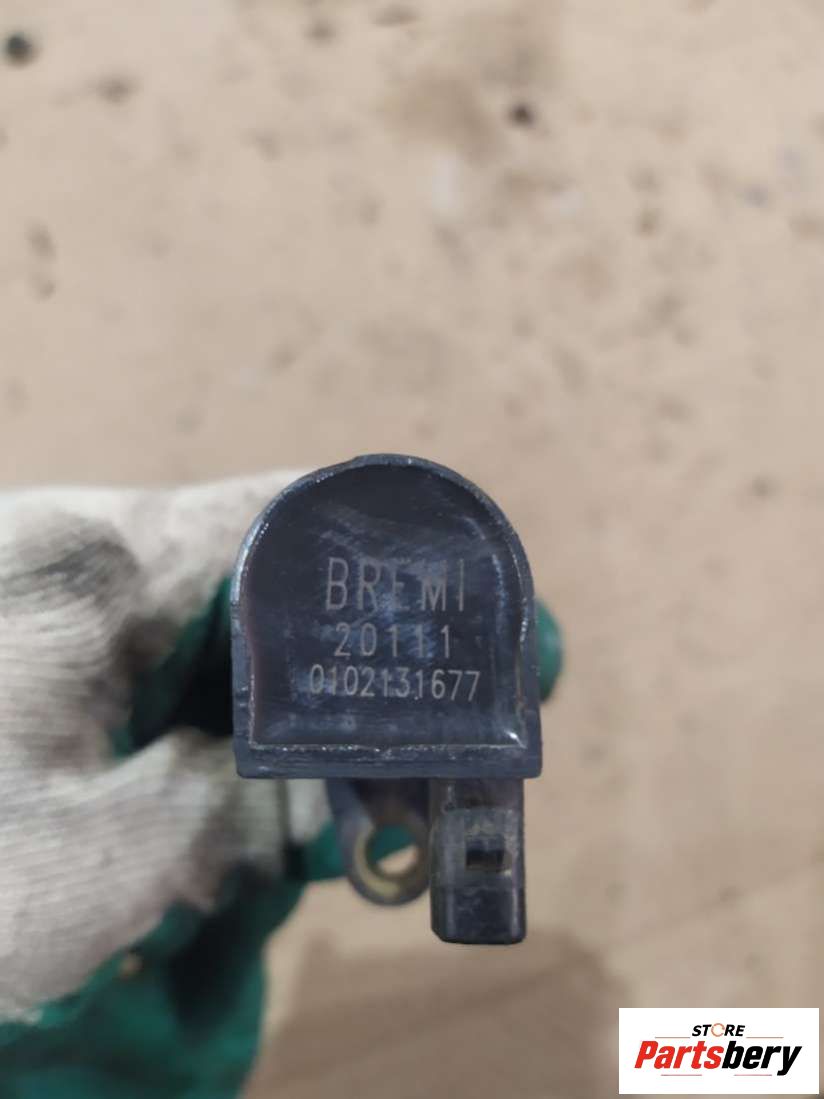 BREMI
20111
0102131677
STORE
Partsbery